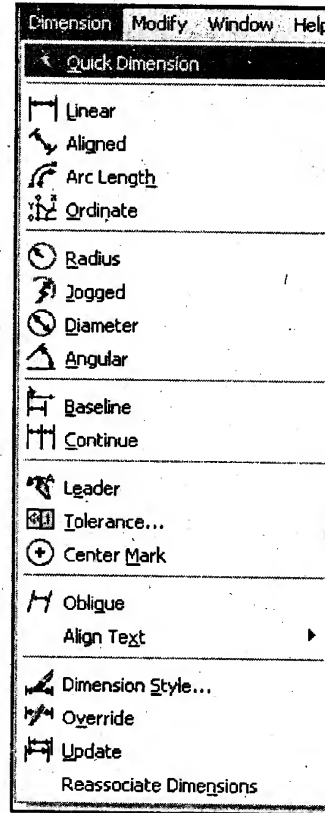 Dimension Modify Window Help
Quick Dimension
Linear
Aligned
Arc Length
Ordinate
Radius
Jogged
Diameter
Angular
Baseline
Continue
Leader
Tolerance...
Center Mark
Oblique
Align Text
Dimension Style...
Override
Update
Reassociate Dimensions